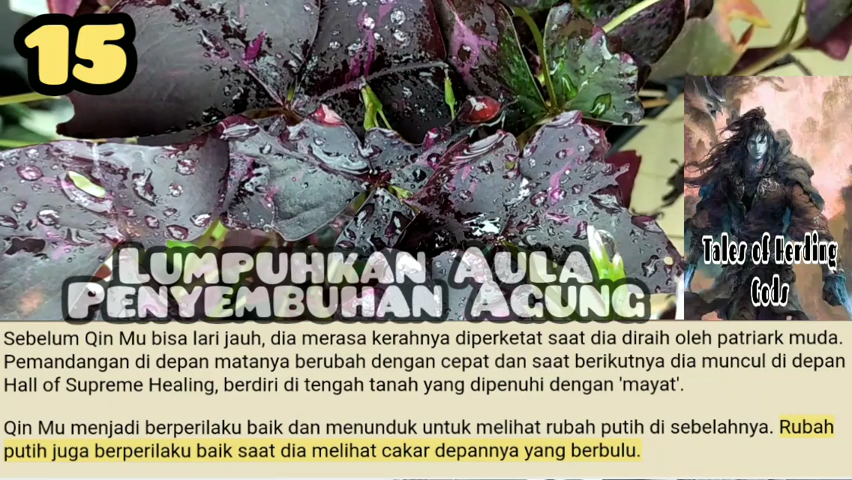 15
LUMPUHKAN AULA
PENYEMBUHAN AGUNG
Tales of Herding
Gods
Sebelum Qin Mu bisa lari jauh, dia merasa kerahnya diperketat saat dia diraih oleh patriark muda.
Pemandangan di depan matanya berubah dengan cepat dan saat berikutnya dia muncul di depan
Hall of Supreme Healing, berdiri di tengah tanah yang dipenuhi dengan 'mayat'.
Qin Mu menjadi berperilaku baik dan menunduk untuk melihat rubah putih di sebelahnya. Rubah
putih juga berperilaku baik saat dia melihat cakar depannya yang berbulu.